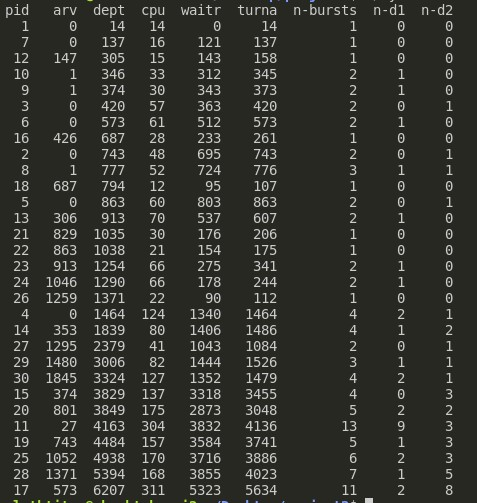 pid arv dept cpu waitr turna n-bursts n-d1 n-d2
1 0 14 14 0 14 1 0 0
7 0 137 16 121 137 1 0 0
12 147 305 15 143 158 1 0 0
10 1 346 33 312 345 2 1 0
9 1 374 30 343 373 2 1 0
3 0 420 57 363 420 2 0 1
6 0 573 61 512 573 2 1 0
16 426 687 28 233 261 1 0 0
2 0 743 48 695 743 2 0 1
8 1 777 52 724 776 3 1 1
18 687 794 12 95 107 1 0 0
5 0 863 60 803 863 2 0 1
13 306 913 70 537 607 2 1 0
21 829 1035 30 176 206 1 0 0
22 863 1038 21 154 175 1 0 0
23 913 1254 66 275 341 2 1 0
24 1046 1290 66 178 244 2 1 0
26 1259 1371 22 90 112 1 0 0
4 0 1464 124 1340 1464 4 2 1
14 353 1839 80 1406 1486 4 1 2
27 1295 2379 41 1043 1084 2 0 1
29 1480 3006 82 1444 1526 3 1 1
30 1845 3324 127 1352 1479 4 2 1
15 374 3829 137 3318 3455 4 0 3
20 801 3849 175 2873 3048 5 2 2
11 27 4163 304 3832 4136 13 9 3
19 743 4484 157 3584 3741 5 1 3
25 1052 4938 170 3716 3886 6 2 3
28 1371 5394 168 3855 4023 7 1 5
17 573 6207 311 5323 5634 11 2 8